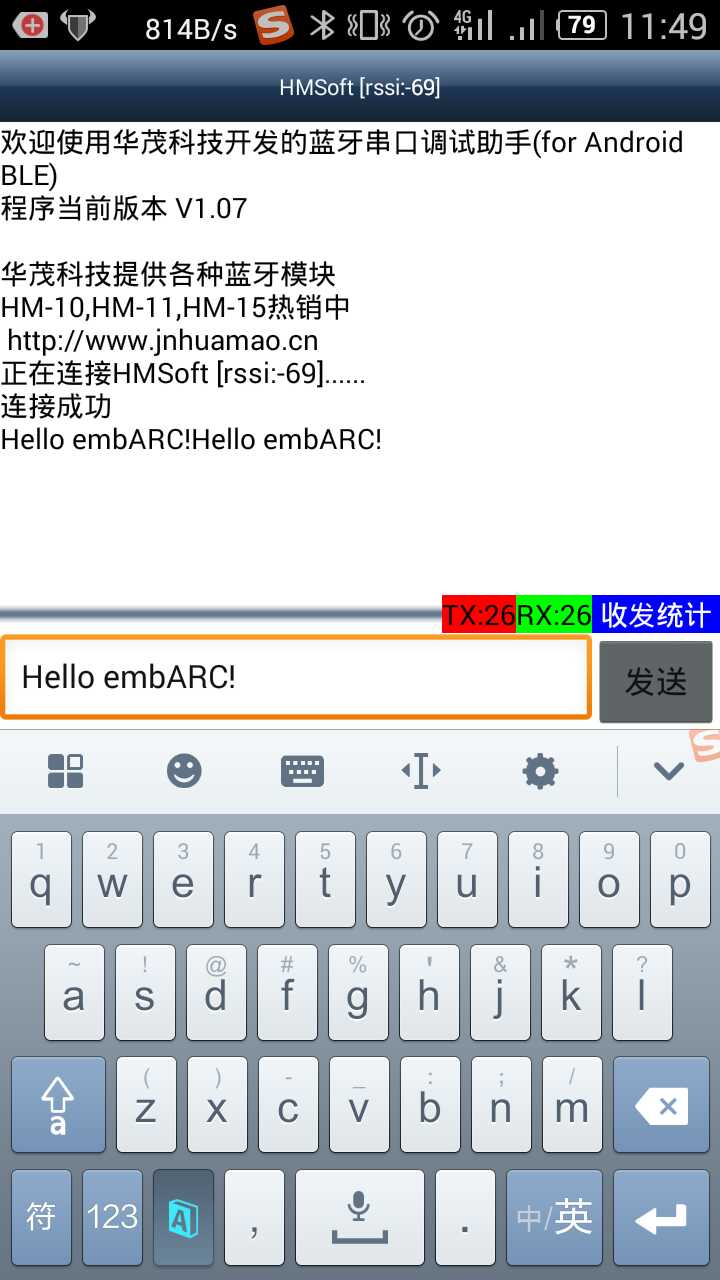 814B/s 4G 79 11:49
HMSoft [rssi:-69]
欢迎使用华茂科技开发的蓝牙串口调试助手(for Android
BLE)
程序当前版本 V1.07
华茂科技提供各种蓝牙模块
HM-10,HM-11,HM-15热销中
http://www.jnhuamao.cn
正在连接HMSoft [rssi:-69]......
连接成功
Hello embARC!Hello embARC!
TX:26 RX:26 收发统计
Hello embARC! 发送
1 2 3 4 5 6 7 8 9 0
q w e r t y u i o p
~ ! @ # % ' & * ?
a s d f g h j k l
( ) - _ : ; /
a z x c v b n m
符 123 A , . 中/英